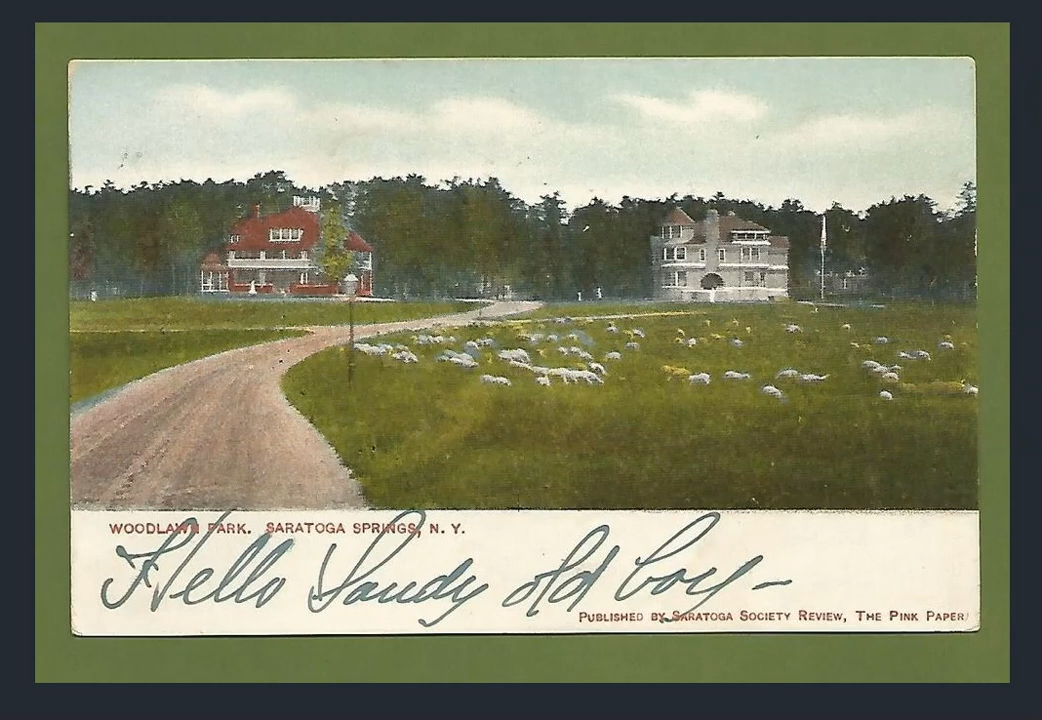 WOODLAWN PARK. SARATOGA SPRINGS, N. Y.
Hello Sandy old boy —
PUBLISHED BY SARATOGA SOCIETY REVIEW, THE PINK PAPER